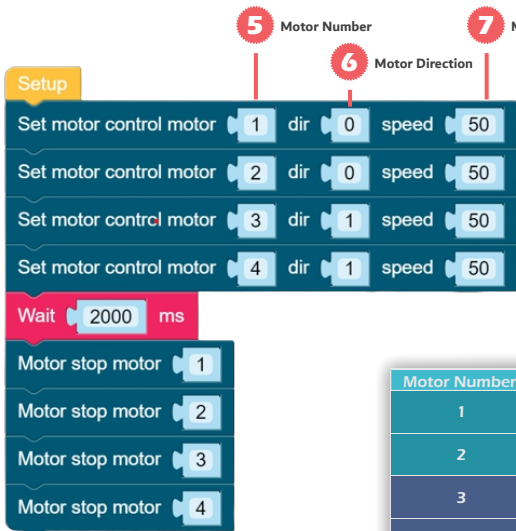 5 Motor Number
7
6 Motor Direction
Setup
Set motor control motor 1 dir 0 speed 50
Set motor control motor 2 dir 0 speed 50
Set motor control motor 3 dir 1 speed 50
Set motor control motor 4 dir 1 speed 50
Wait 2000 ms
Motor stop motor 1
Motor stop motor 2
Motor stop motor 3
Motor stop motor 4
Motor Number
1
2
3